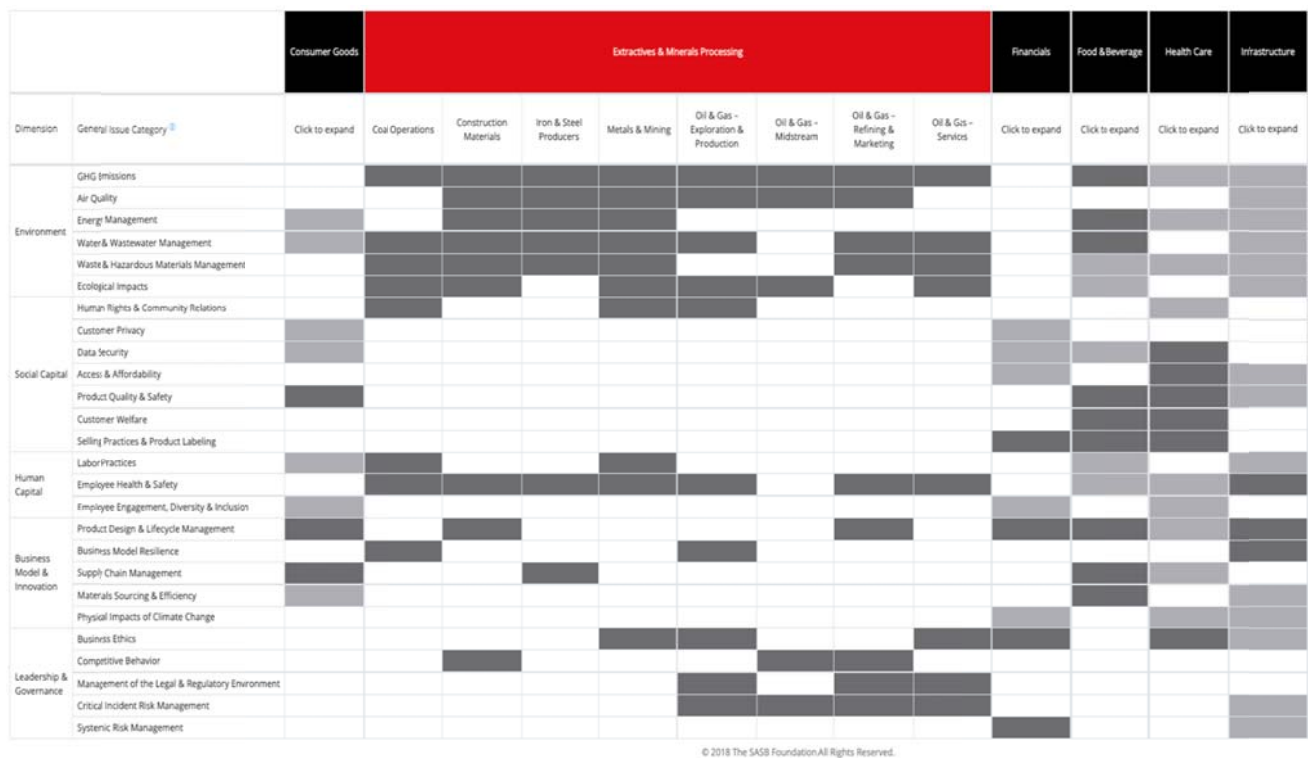 Consumer Goods
Extractives & Minerals Processing
Financials
Food & Beverage
Health Care
Infrastructure
Dimension
General Issue Category
Click to expand
Coal Operations
Construction
Materials
Iron & Steel
Producers
Metals & Mining
Oil & Gas –
Exploration &
Production
Oil & Gas –
Midstream
Oil & Gas –
Refining &
Marketing
Oil & Gas –
Services
Click to expand
Click to expand
Click to expand
Click to expand
Environment
GHG Emissions
Air Quality
Energy Management
Water & Wastewater Management
Waste & Hazardous Materials Management
Ecological Impacts
Social Capital
Human Rights & Community Relations
Customer Privacy
Data Security
Access & Affordability
Product Quality & Safety
Customer Welfare
Selling Practices & Product Labeling
Human
Capital
Labor Practices
Employee Health & Safety
Employee Engagement, Diversity & Inclusion
Business
Model &
Innovation
Product Design & Lifecycle Management
Business Model Resilience
Supply Chain Management
Materials Sourcing & Efficiency
Physical Impacts of Climate Change
Leadership &
Governance
Business Ethics
Competitive Behavior
Management of the Legal & Regulatory Environment
Critical Incident Risk Management
Systemic Risk Management
© 2018 The SASB Foundation All Rights Reserved.